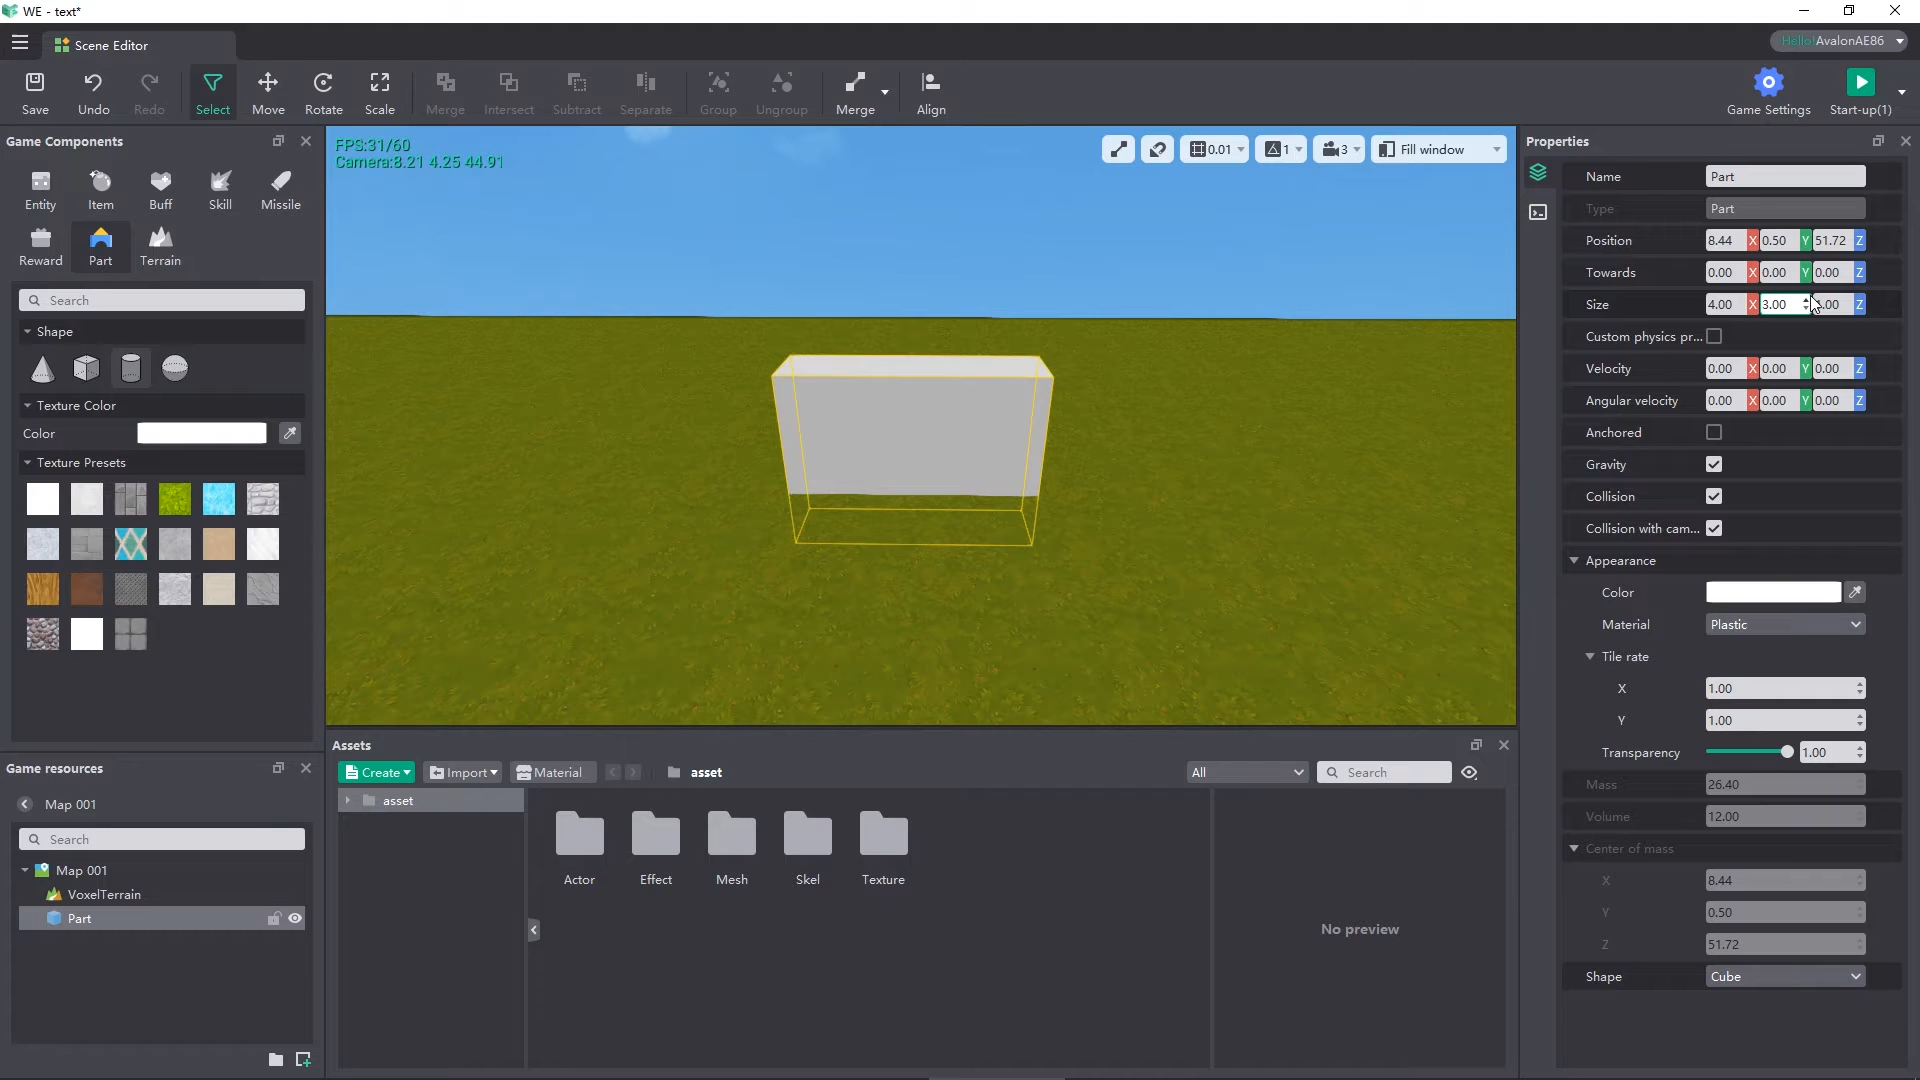 WE - text*
Scene Editor
Hello! AvalonAE86
Save
Undo
Redo
Select
Move
Rotate
Scale
Merge
Intersect
Subtract
Separate
Group
Ungroup
Merge
Align
Game Settings
Start-up(1)
Game Components
Entity
Item
Buff
Skill
Missile
Reward
Part
Terrain
Search
Shape
Texture Color
Color
Texture Presets
FPS:31/60
Camera:8.21 4.25 44.91
0.01
1
3
Fill window
Properties
Name Part
Type Part
Position 8.44 X 0.50 Y 51.72 Z
Towards 0.00 X 0.00 Y 0.00 Z
Size 4.00 X 3.00 .00 Z
Custom physics pr...
Velocity 0.00 X 0.00 Y 0.00 Z
Angular velocity 0.00 X 0.00 Y 0.00 Z
Anchored
Gravity
Collision
Collision with cam...
Appearance
Color
Material Plastic
Tile rate
X 1.00
Y 1.00
Transparency 1.00
Mass 26.40
Volume 12.00
Center of mass
X 8.44
Y 0.50
Z 51.72
Shape Cube
Game resources
Map 001
Search
Map 001
VoxelTerrain
Part
Assets
Create
Import
Material
asset
All
Search
asset
Actor
Effect
Mesh
Skel
Texture
No preview